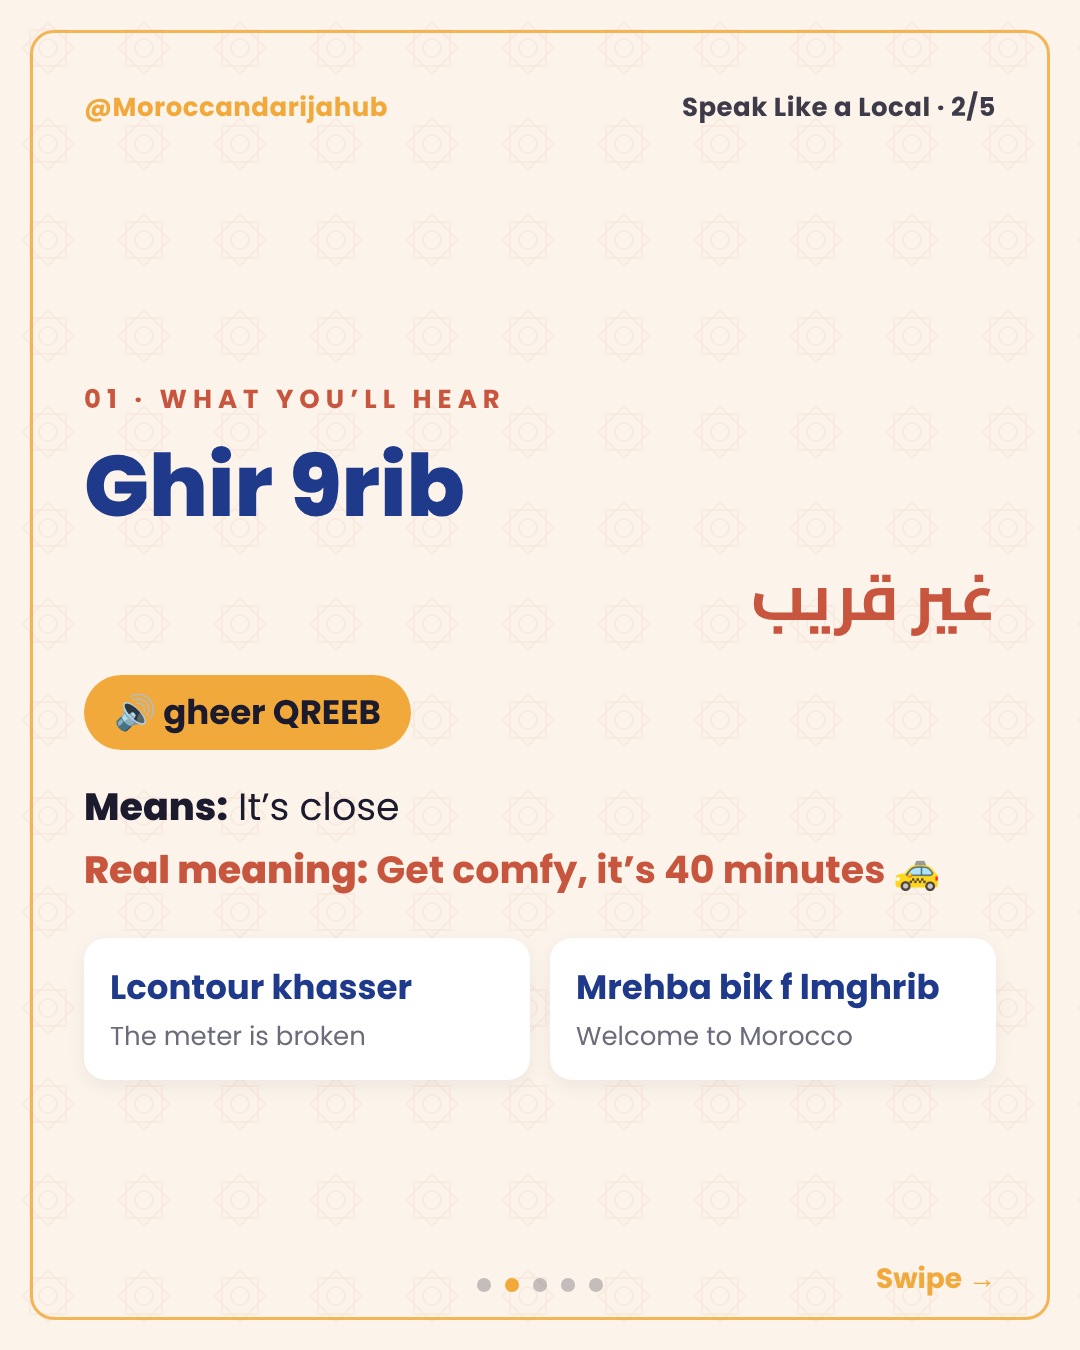 @Moroccandarijahub
Speak Like a Local · 2/5
01 · WHAT YOU’LL HEAR
Ghir 9rib
غير قريب
🔊 gheer QREEB
Means: It’s close
Real meaning: Get comfy, it’s 40 minutes 🚕
Lcontour khasser
The meter is broken
Mrehba bik f lmghrib
Welcome to Morocco
Swipe →